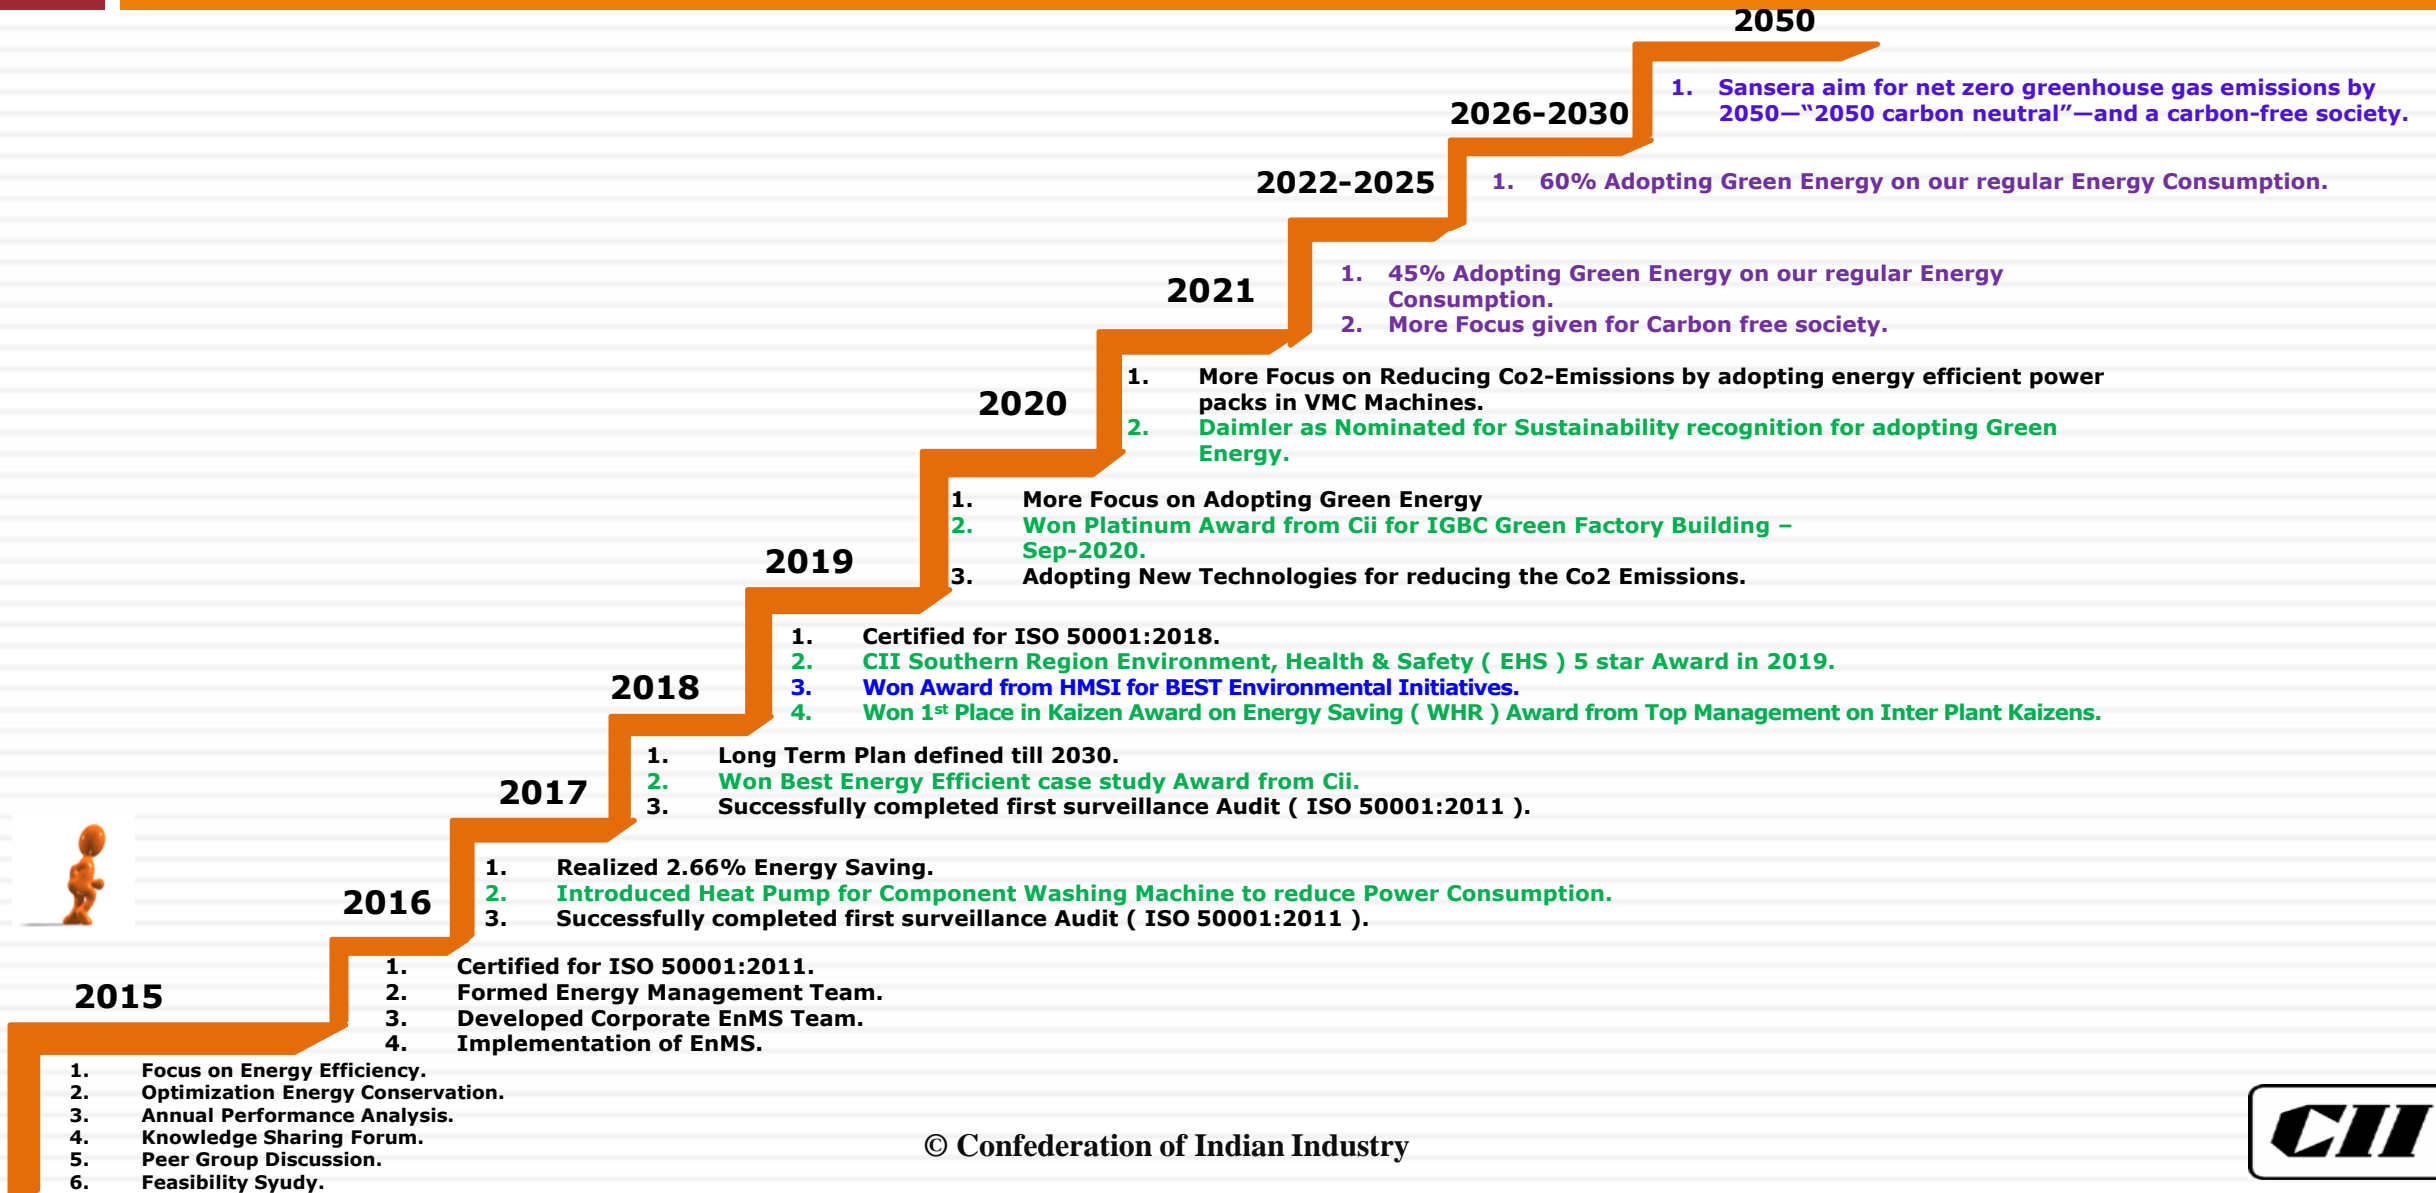 2050
1. Sansera aim for net zero greenhouse gas emissions by
2050—“2050 carbon neutral”—and a carbon-free society.
2026-2030
1. 60% Adopting Green Energy on our regular Energy Consumption.
2022-2025
1. 45% Adopting Green Energy on our regular Energy
Consumption.
2. More Focus given for Carbon free society.
2021
1. More Focus on Reducing Co2-Emissions by adopting energy efficient power
packs in VMC Machines.
2. Daimler as Nominated for Sustainability recognition for adopting Green
Energy.
2020
1. More Focus on Adopting Green Energy
2. Won Platinum Award from Cii for IGBC Green Factory Building –
Sep-2020.
3. Adopting New Technologies for reducing the Co2 Emissions.
2019
1. Certified for ISO 50001:2018.
2. CII Southern Region Environment, Health & Safety ( EHS ) 5 star Award in 2019.
3. Won Award from HMSI for BEST Environmental Initiatives.
4. Won 1st Place in Kaizen Award on Energy Saving ( WHR ) Award from Top Management on Inter Plant Kaizens.
2018
1. Long Term Plan defined till 2030.
2. Won Best Energy Efficient case study Award from Cii.
3. Successfully completed first surveillance Audit ( ISO 50001:2011 ).
2017
1. Realized 2.66% Energy Saving.
2. Introduced Heat Pump for Component Washing Machine to reduce Power Consumption.
3. Successfully completed first surveillance Audit ( ISO 50001:2011 ).
2016
1. Certified for ISO 50001:2011.
2. Formed Energy Management Team.
3. Developed Corporate EnMS Team.
4. Implementation of EnMS.
2015
1. Focus on Energy Efficiency.
2. Optimization Energy Conservation.
3. Annual Performance Analysis.
4. Knowledge Sharing Forum.
5. Peer Group Discussion.
6. Feasibility Syudy.
© Confederation of Indian Industry
CII